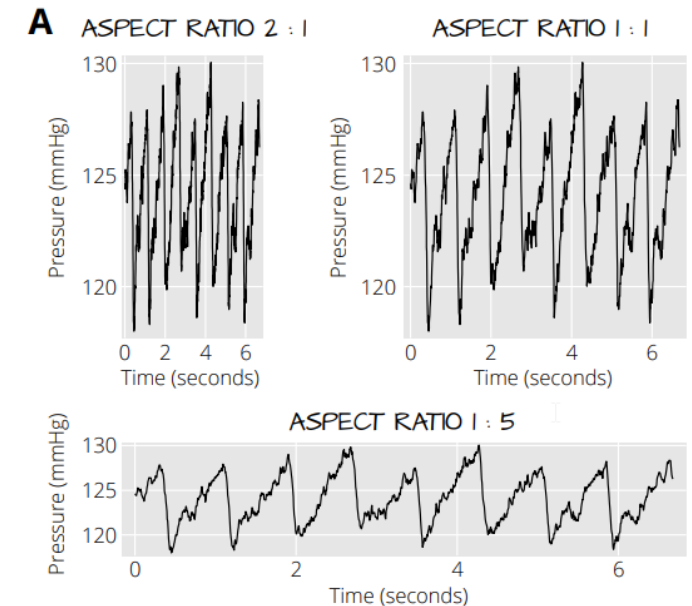 A
ASPECT RATIO 2 : 1
130
125
120
Pressure (mmHg)
0 2 4 6
Time (seconds)
ASPECT RATIO 1 : 1
130
125
120
Pressure (mmHg)
0 2 4 6
Time (seconds)
ASPECT RATIO 1 : 5
130
125
120
Pressure (mmHg)
0 2 4 6
Time (seconds)